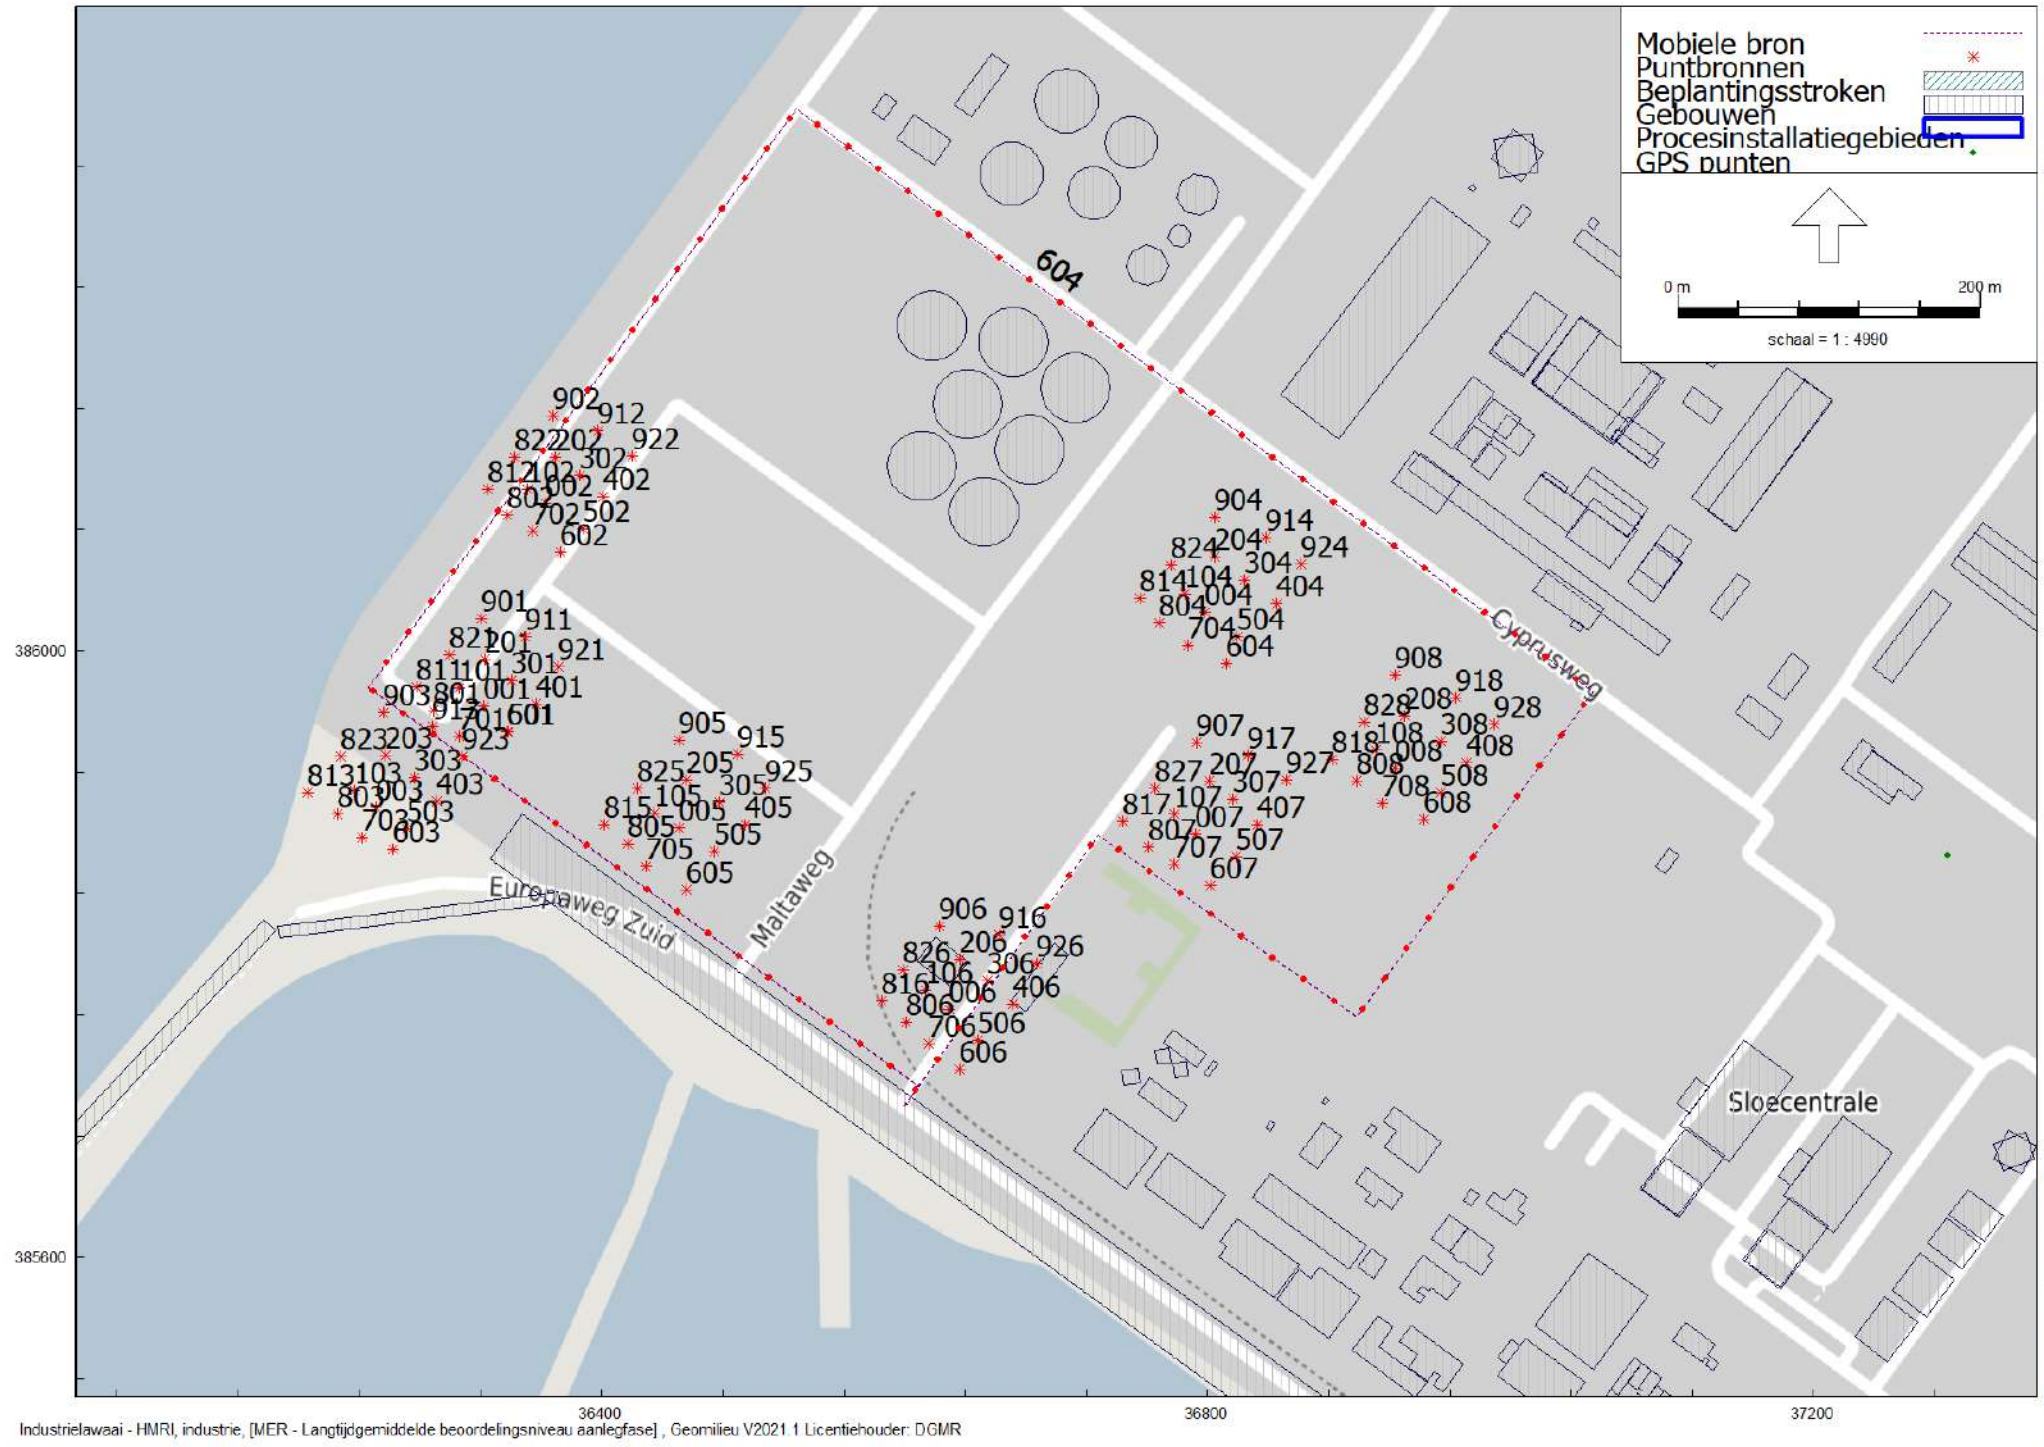 Mobiele bron
Puntbronnen
Beplantingsstroken
Gebouwen
Procesinstallatiegebieden
GPS punten
0 m 200 m
schaal = 1 : 4990
604
902
912
822 202 922
302
812 102 002 402
802
702 502
602
904
914
824 204 924
304
814 104 004 404
804
704 504
604
901
911
821 201 921
301
811 101 001 401
801
701 601
903
913
823 203 923
303
813 103 003 403
803 503
703 603
905
915
825 205 925
305
815 105 005 405
805 505
705
605
908
918
828 208 928
308
818 108 008 408
808 508
708 608
907
917
827 207 927
307
817 107 007 407
807 507
707 607
906
916
826 206 926
306
816 106 006 406
806
706 506
606
Cyprusweg
Maltaweg
Europaweg Zuid
Sloecentrale
386000
385600
36400 36800 37200
Industrielawaai - HMRI, industrie, [MER - Langtijdgemiddelde beoordelingsniveau aanlegfase] , Geomilieu V2021.1 Licentiehouder: DGMR